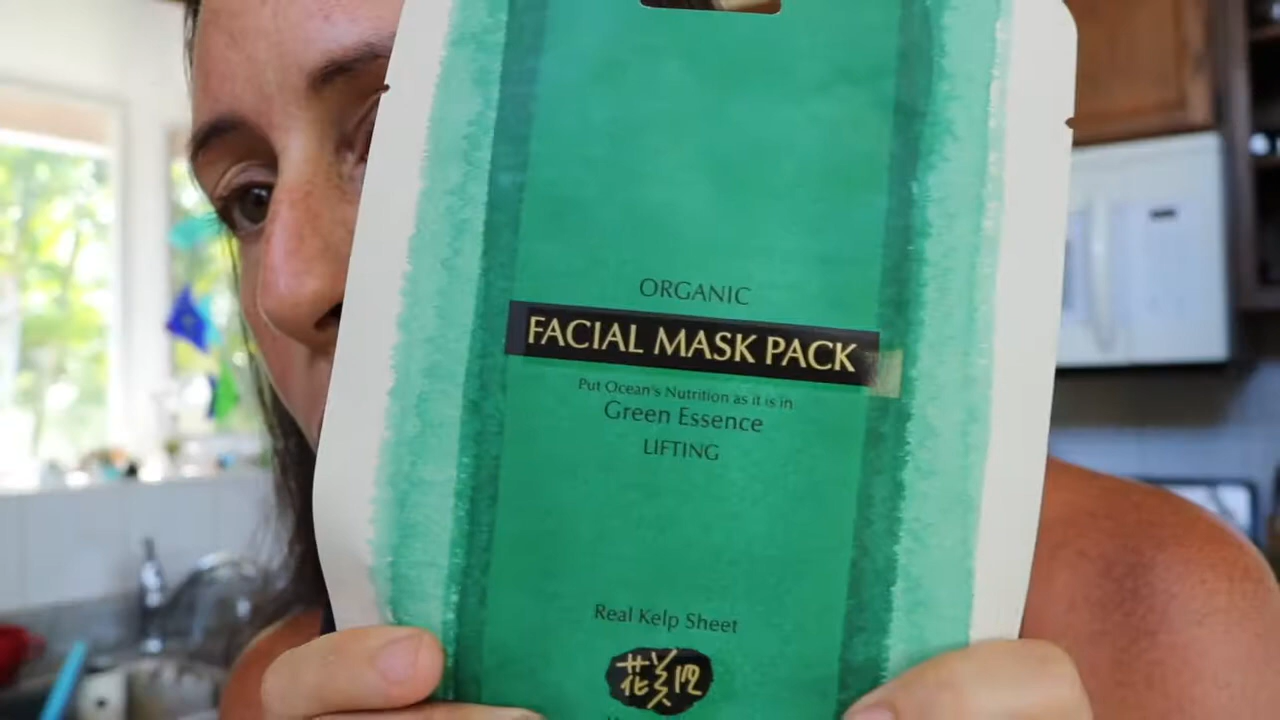 ORGANIC
FACIAL MASK PACK
Put Ocean's Nutrition as it is in
Green Essence
LIFTING
Real Kelp Sheet